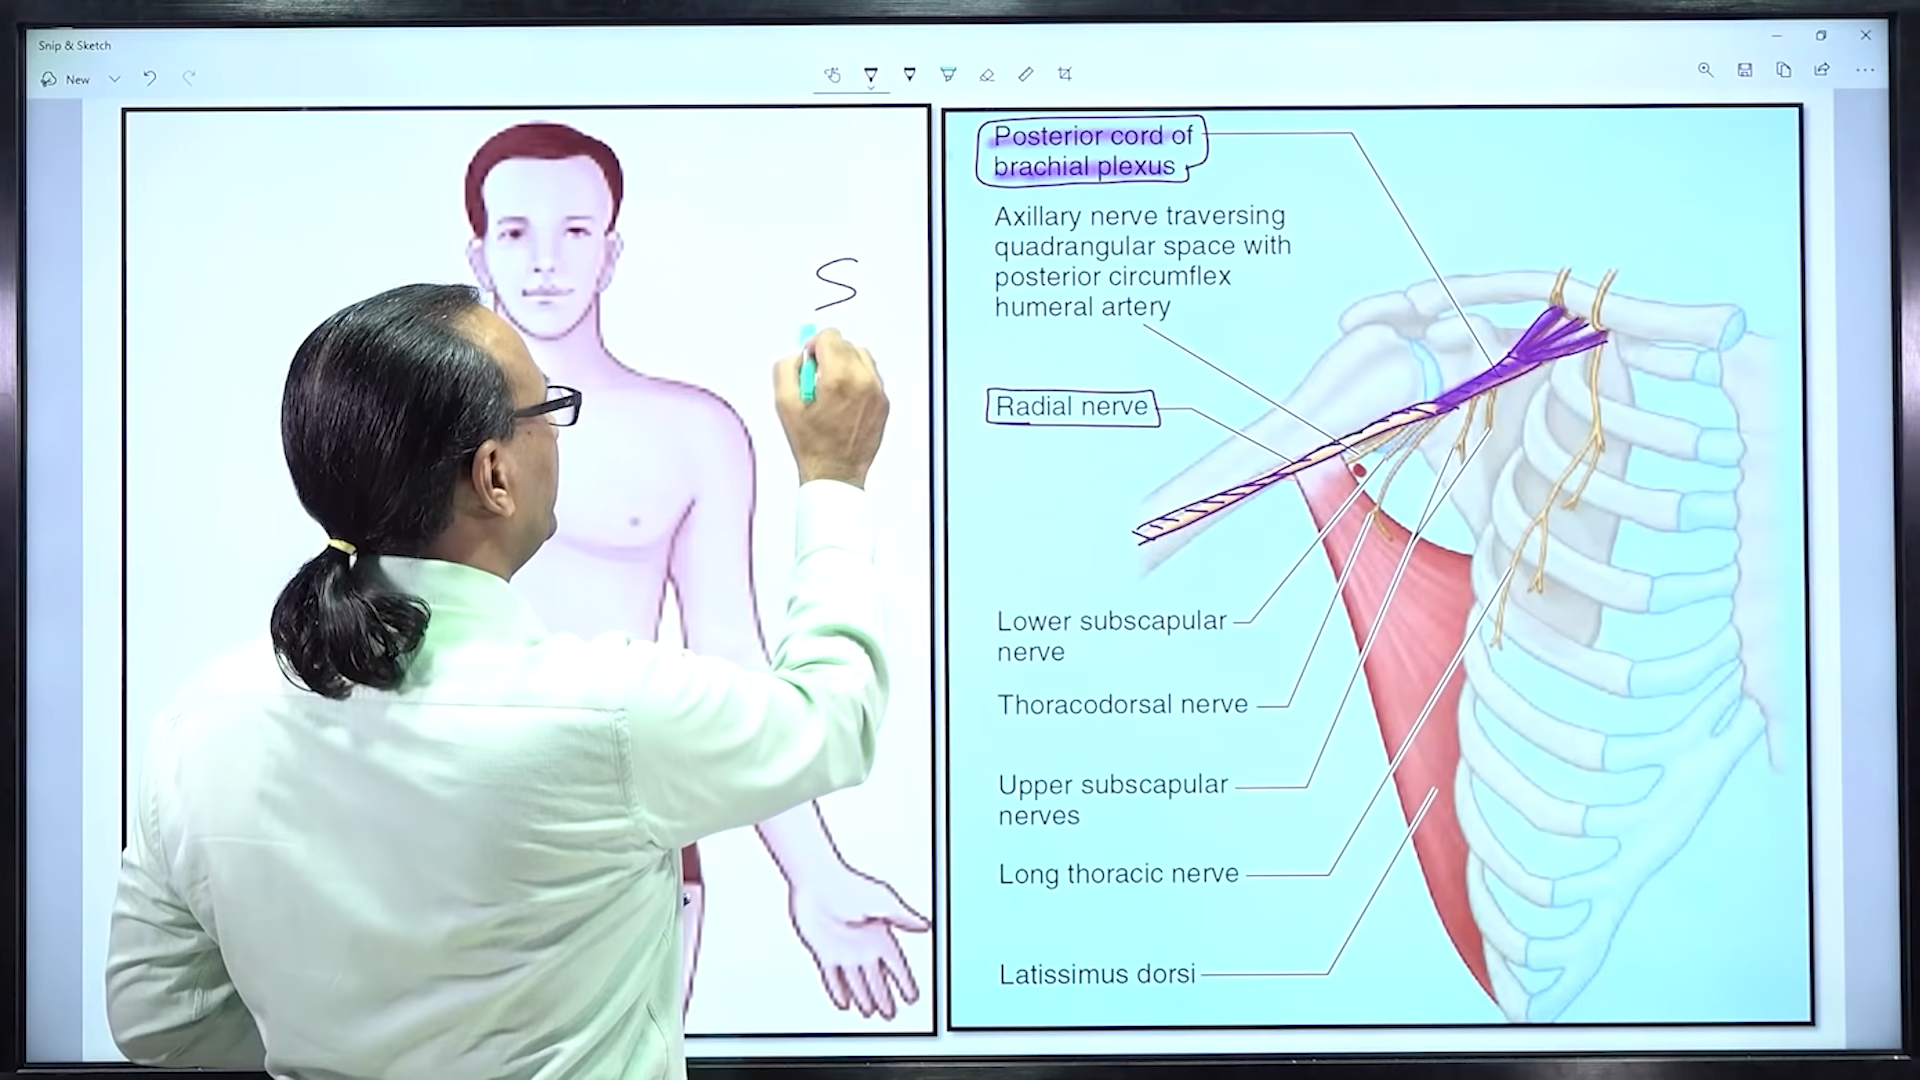 Snip & Sketch
New
S
Posterior cord of
brachial plexus
Axillary nerve traversing
quadrangular space with
posterior circumflex
humeral artery
Radial nerve
Lower subscapular
nerve
Thoracodorsal nerve
Upper subscapular
nerves
Long thoracic nerve
Latissimus dorsi